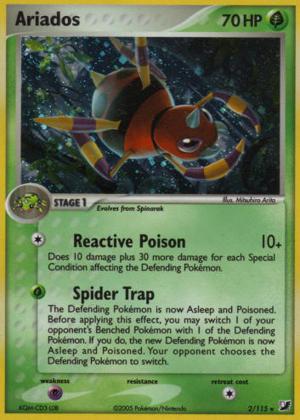 Ariados 70 HP
Illus. Mitsuhiro Arita
STAGE 1
Evolves from Spinarak
Reactive Poison 10+
Does 10 damage plus 30 more damage for each Special
Condition affecting the Defending Pokémon.
Spider Trap
The Defending Pokémon is now Asleep and Poisoned.
Before applying this effect, you may switch 1 of your
opponent's Benched Pokémon with 1 of the Defending
Pokémon. If you do, the new Defending Pokémon is now
Asleep and Poisoned. Your opponent chooses the
Defending Pokémon to switch.
weakness resistance retreat cost
©2005 Pokémon/Nintendo 2/115 ★